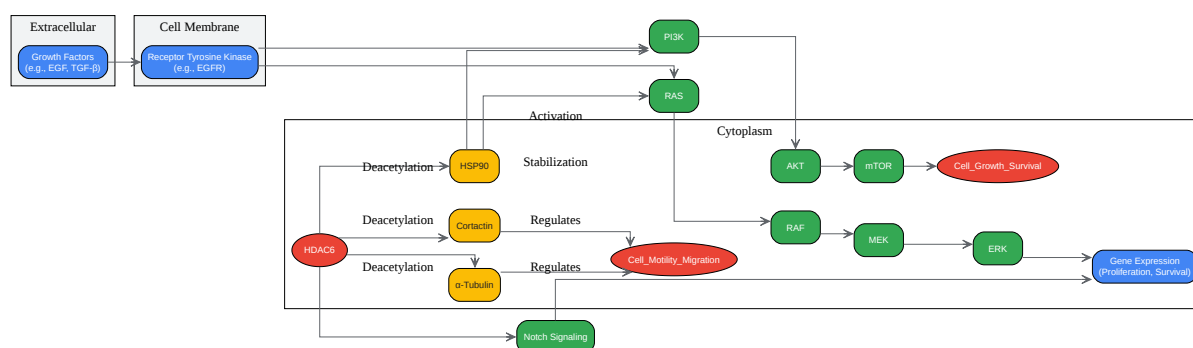 Extracellular
Cell Membrane
Growth Factors
(e.g., EGF, TGF-β)
Receptor Tyrosine Kinase
(e.g., EGFR)
PI3K
RAS
Activation
Cytoplasm
Deacetylation
HSP90
Stabilization
AKT
mTOR
Cell_Growth_Survival
Deacetylation
Cortactin
Regulates
RAF
MEK
ERK
HDAC6
Deacetylation
α-Tubulin
Regulates
Cell_Motility_Migration
Gene Expression
(Proliferation, Survival)
Notch Signaling